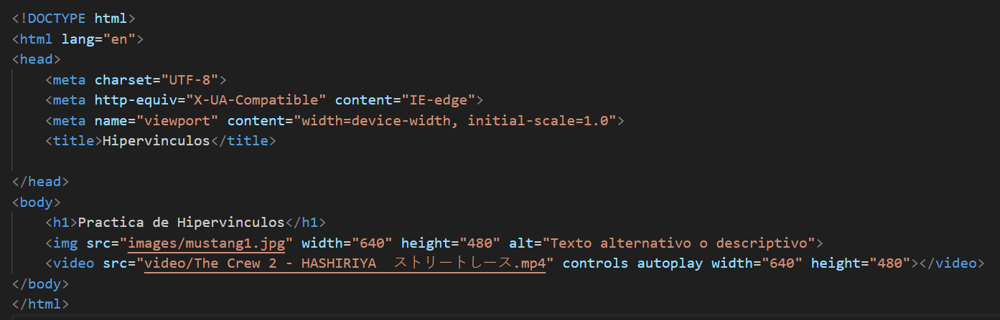 <!DOCTYPE html>
<html lang="en">
<head>
    <meta charset="UTF-8">
    <meta http-equiv="X-UA-Compatible" content="IE-edge">
    <meta name="viewport" content="width=device-width, initial-scale=1.0">
    <title>Hipervinculos</title>

</head>
<body>
    <h1>Practica de Hipervinculos</h1>
    <img src="images/mustang1.jpg" width="640" height="480" alt="Texto alternativo o descriptivo">
    <video src="video/The Crew 2 - HASHIRIYA  ストリートレース.mp4" controls autoplay width="640" height="480"></video>
</body>
</html>